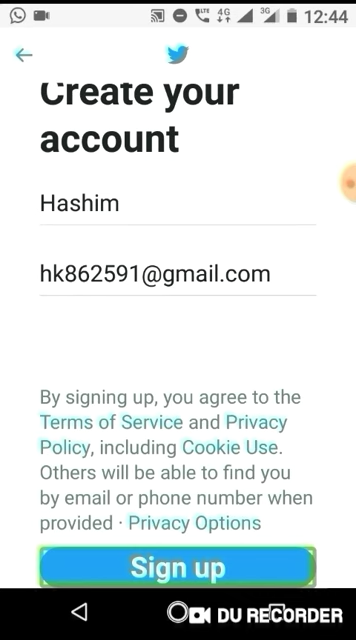 12:44
Create your
account
Hashim
hk862591@gmail.com
By signing up, you agree to the
Terms of Service and Privacy
Policy, including Cookie Use.
Others will be able to find you
by email or phone number when
provided · Privacy Options
Sign up
DU RECORDER